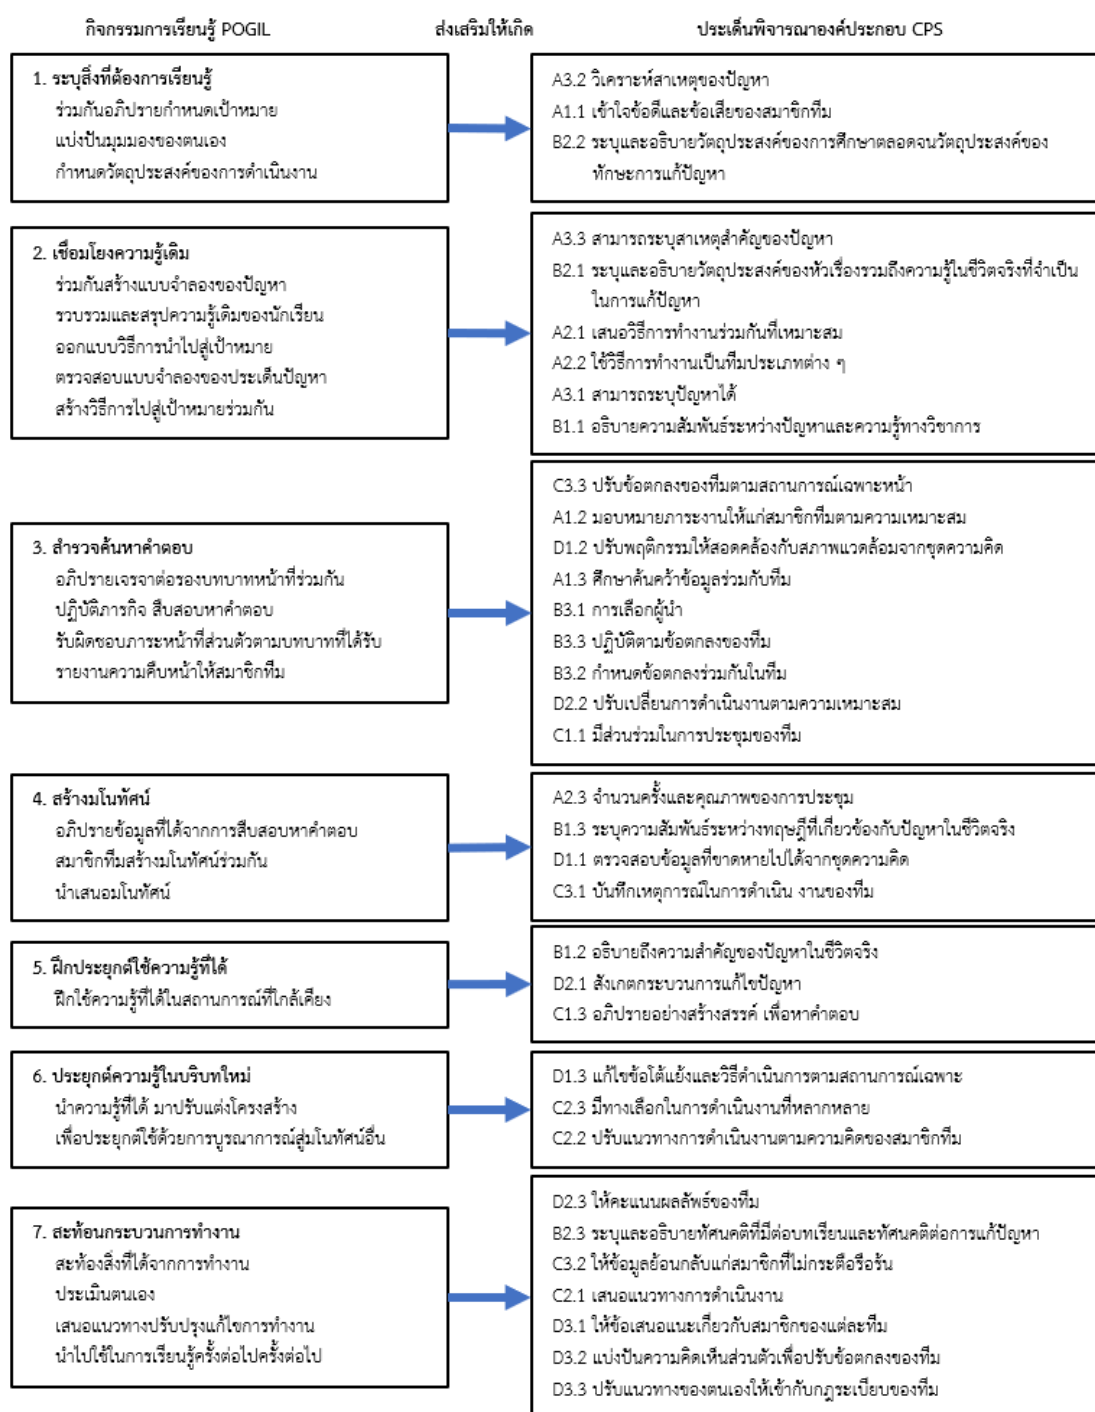 กิจกรรมการเรียนรู้ POGIL
ส่งเสริมให้เกิด
ประเด็นพิจารณาองค์ประกอบ CPS
1. ระบุสิ่งที่ต้องการเรียนรู้
ร่วมกันอภิปรายกำหนดเป้าหมาย
แบ่งปันมุมมองของตนเอง
กำหนดวัตถุประสงค์ของการดำเนินงาน
A3.2 วิเคราะห์สาเหตุของปัญหา
A1.1 เข้าใจข้อดีและข้อเสียของสมาชิกทีม
B2.2 ระบุและอธิบายวัตถุประสงค์ของการศึกษาตลอดจนวัตถุประสงค์ของ
ทักษะการแก้ปัญหา
2. เชื่อมโยงความรู้เดิม
ร่วมกันสร้างแบบจำลองของปัญหา
รวบรวมและสรุปความรู้เดิมของนักเรียน
ออกแบบวิธีการนำไปสู่เป้าหมาย
ตรวจสอบแบบจำลองของประเด็นปัญหา
สร้างวิธีการไปสู่เป้าหมายร่วมกัน
A3.3 สามารถระบุสาเหตุสำคัญของปัญหา
B2.1 ระบุและอธิบายวัตถุประสงค์ของหัวเรื่องรวมถึงความรู้ในชีวิตจริงที่จำเป็น
ในการแก้ปัญหา
A2.1 เสนอวิธีการทำงานร่วมกันที่เหมาะสม
A2.2 ใช้วิธีการทำงานเป็นทีมประเภทต่าง ๆ
A3.1 สามารถระบุปัญหาได้
B1.1 อธิบายความสัมพันธ์ระหว่างปัญหาและความรู้ทางวิชาการ
3. สำรวจค้นหาคำตอบ
อภิปรายเจรจาต่อรองบทบาทหน้าที่ร่วมกัน
ปฏิบัติภารกิจ สืบสอบหาคำตอบ
รับผิดชอบภาระหน้าที่ส่วนตัวตามบทบาทที่ได้รับ
รายงานความคืบหน้าให้สมาชิกทีม
C3.3 ปรับข้อตกลงของทีมตามสถานการณ์เฉพาะหน้า
A1.2 มอบหมายภาระงานให้แก่สมาชิกทีมตามความเหมาะสม
D1.2 ปรับพฤติกรรมให้สอดคล้องกับสภาพแวดล้อมจากชุดความคิด
A1.3 ศึกษาค้นคว้าข้อมูลร่วมกับทีม
B3.1 การเลือกผู้นำ
B3.3 ปฏิบัติตามข้อตกลงของทีม
B3.2 กำหนดข้อตกลงร่วมกันในทีม
D2.2 ปรับเปลี่ยนการดำเนินงานตามความเหมาะสม
C1.1 มีส่วนร่วมในการประชุมของทีม
4. สร้างมโนทัศน์
อภิปรายข้อมูลที่ได้จากการสืบสอบหาคำตอบ
สมาชิกทีมสร้างมโนทัศน์ร่วมกัน
นำเสนอมโนทัศน์
A2.3 จำนวนครั้งและคุณภาพของการประชุม
B1.3 ระบุความสัมพันธ์ระหว่างทฤษฎีที่เกี่ยวข้องกับปัญหาในชีวิตจริง
D1.1 ตรวจสอบข้อมูลที่ขาดหายไปได้จากชุดความคิด
C3.1 บันทึกเหตุการณ์ในการดำเนิน งานของทีม
5. ฝึกประยุกต์ใช้ความรู้ที่ได้
ฝึกใช้ความรู้ที่ได้ในสถานการณ์ที่ใกล้เคียง
B1.2 อธิบายถึงความสำคัญของปัญหาในชีวิตจริง
D2.1 สังเกตกระบวนการแก้ไขปัญหา
C1.3 อภิปรายอย่างสร้างสรรค์ เพื่อหาคำตอบ
6. ประยุกต์ความรู้ในบริบทใหม่
นำความรู้ที่ได้ มาปรับแต่งโครงสร้าง
เพื่อประยุกต์ใช้ด้วยการบูรณาการณ์สู่มโนทัศน์อื่น
D1.3 แก้ไขข้อโต้แย้งและวิธีดำเนินการตามสถานการณ์เฉพาะ
C2.3 มีทางเลือกในการดำเนินงานที่หลากหลาย
C2.2 ปรับแนวทางการดำเนินงานตามความคิดของสมาชิกทีม
7. สะท้อนกระบวนการทำงาน
สะท้องสิ่งที่ได้จากการทำงาน
ประเมินตนเอง
เสนอแนวทางปรับปรุงแก้ไขการทำงาน
นำไปใช้ในการเรียนรู้ครั้งต่อไปครั้งต่อไป
D2.3 ให้คะแนนผลลัพธ์ของทีม
B2.3 ระบุและอธิบายทัศนคติที่มีต่อบทเรียนและทัศนคติต่อการแก้ปัญหา
C3.2 ให้ข้อมูลย้อนกลับแก่สมาชิกที่ไม่กระตือรือร้น
C2.1 เสนอแนวทางการดำเนินงาน
D3.1 ให้ข้อเสนอแนะเกี่ยวกับสมาชิกของแต่ละทีม
D3.2 แบ่งปันความคิดเห็นส่วนตัวเพื่อปรับข้อตกลงของทีม
D3.3 ปรับแนวทางของตนเองให้เข้ากับกฎระเบียบของทีม